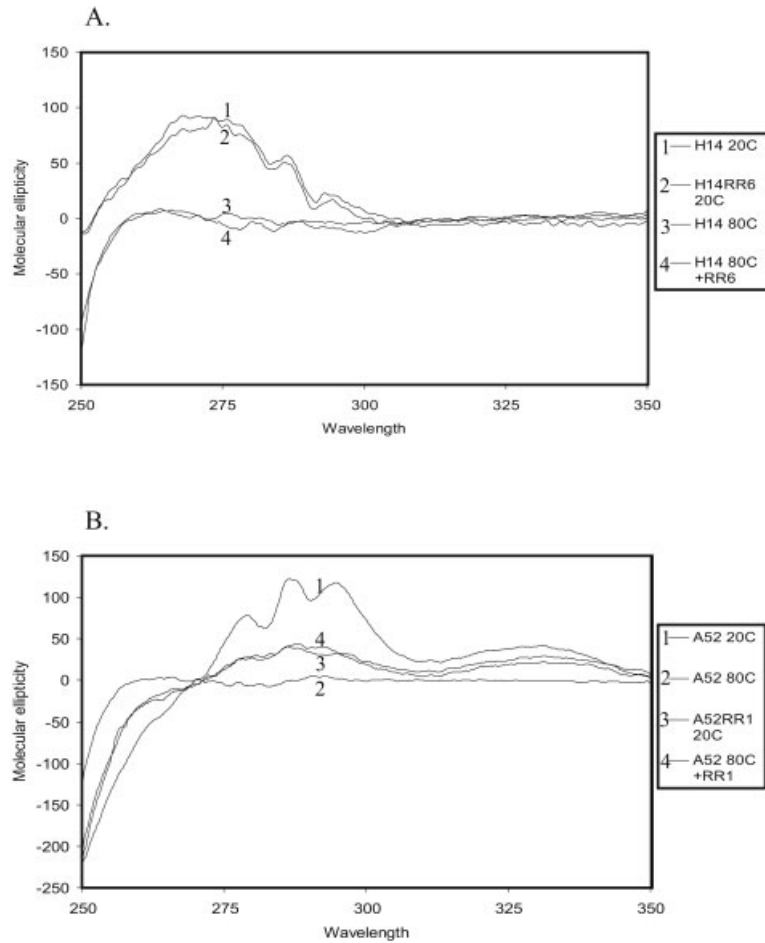 A.
150
100
50
0
-50
-100
-150
250
275
300
325
350
Molecular ellipticity
Wavelength
1
2
3
4
1 H14 20C
2 H14RR6
20C
3 H14 80C
4 H14 80C
+RR6
B.
150
100
50
0
-50
-100
-150
-200
-250
250
275
300
325
350
Molecular ellipticity
Wavelength
1
4
3
2
1 A52 20C
2 A52 80C
3 A52RR1
20C
4 A52 80C
+RR1